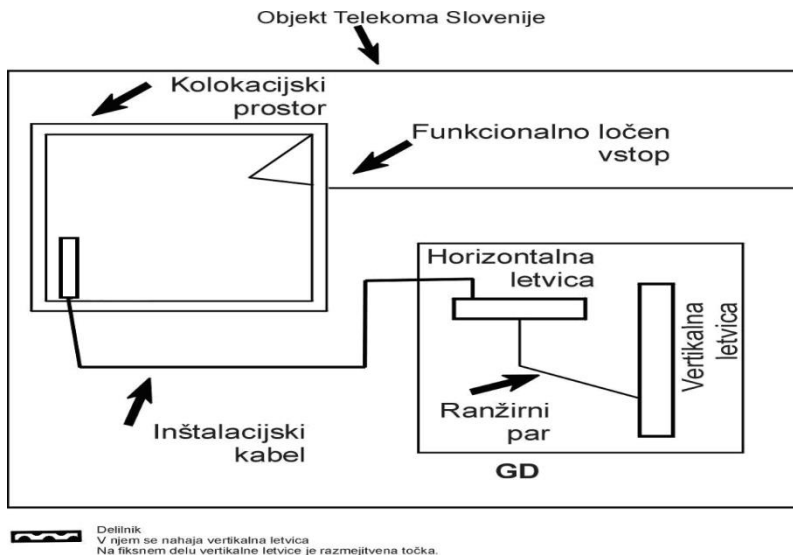 Objekt Telekoma Slovenije
Kolokacijski
prostor
Funkcionalno ločen
vstop
Horizontalna
letvica
Vertikalna
letvica
Ranžirni
par
Inštalacijski
kabel
GD
Delilnik
V njem se nahaja vertikalna letvica
Na fiksnem delu vertikalne letvice je razmejitvena točka.